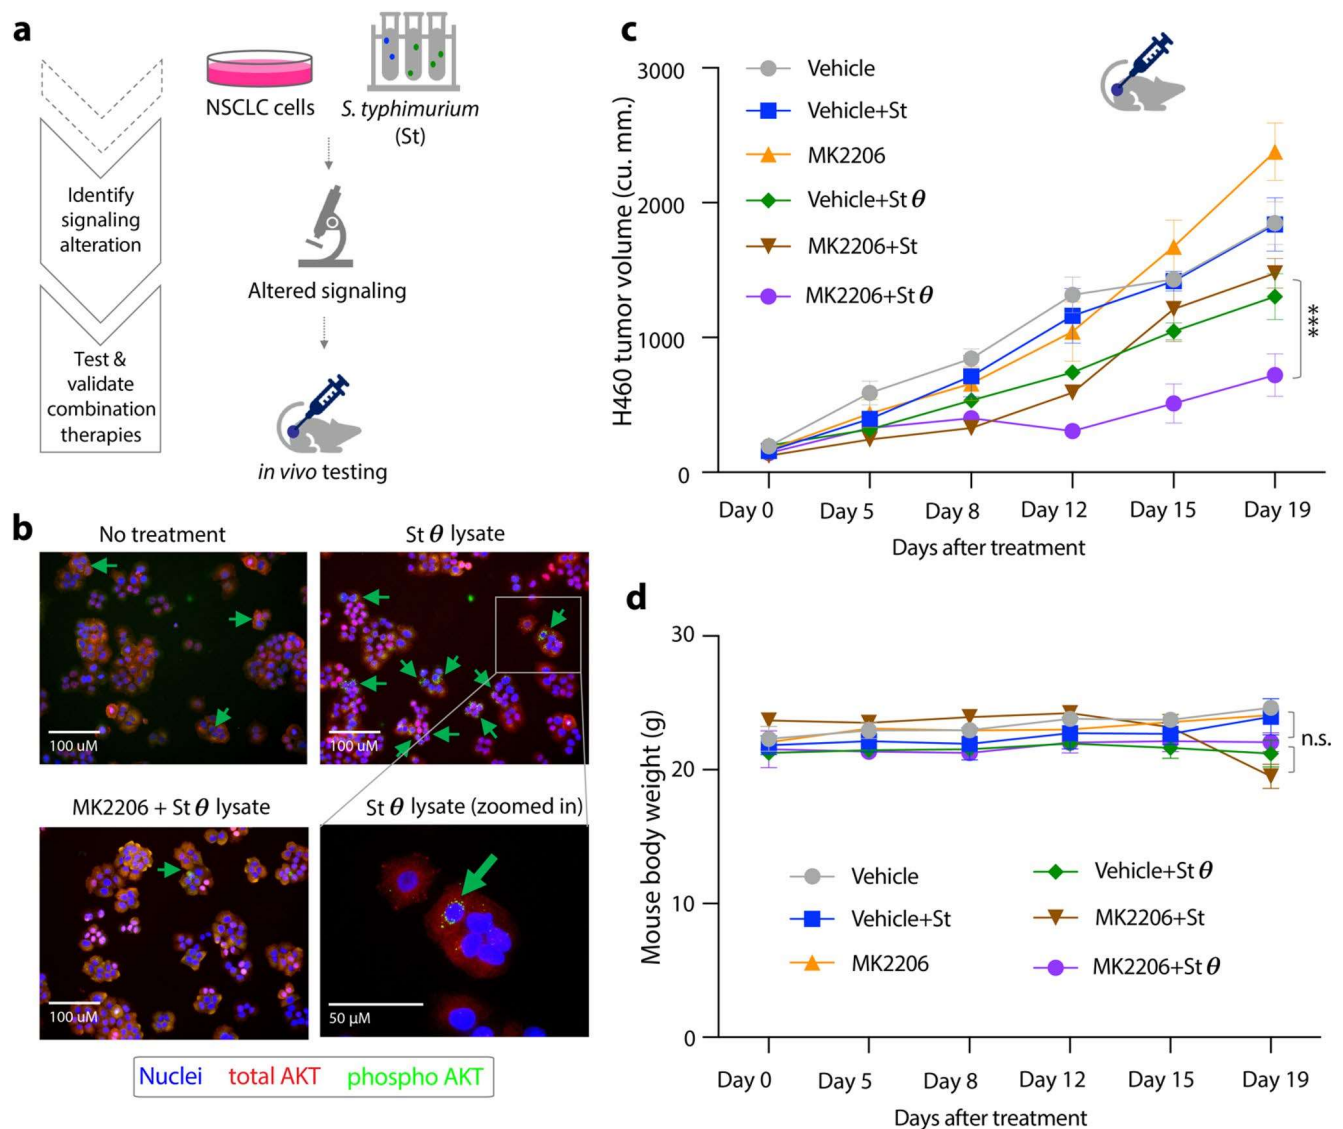 a
NSCLC cells
S. typhimurium
(St)
Identify
signaling
alteration
Altered signaling
Test &
validate
combination
therapies
in vivo testing
b
No treatment
St θ lysate
100 uM
100 uM
MK2206 + St θ lysate
St θ lysate (zoomed in)
100 uM
50 μM
Nuclei total AKT phospho AKT
c
H460 tumor volume (cu. mm.)
3000
2000
1000
0
Vehicle
Vehicle+St
MK2206
Vehicle+St θ
MK2206+St
MK2206+St θ
***
Day 0 Day 5 Day 8 Day 12 Day 15 Day 19
Days after treatment
d
Mouse body weight (g)
30
20
10
0
n.s.
Vehicle
Vehicle+St
MK2206
Vehicle+St θ
MK2206+St
MK2206+St θ
Day 0 Day 5 Day 8 Day 12 Day 15 Day 19
Days after treatment